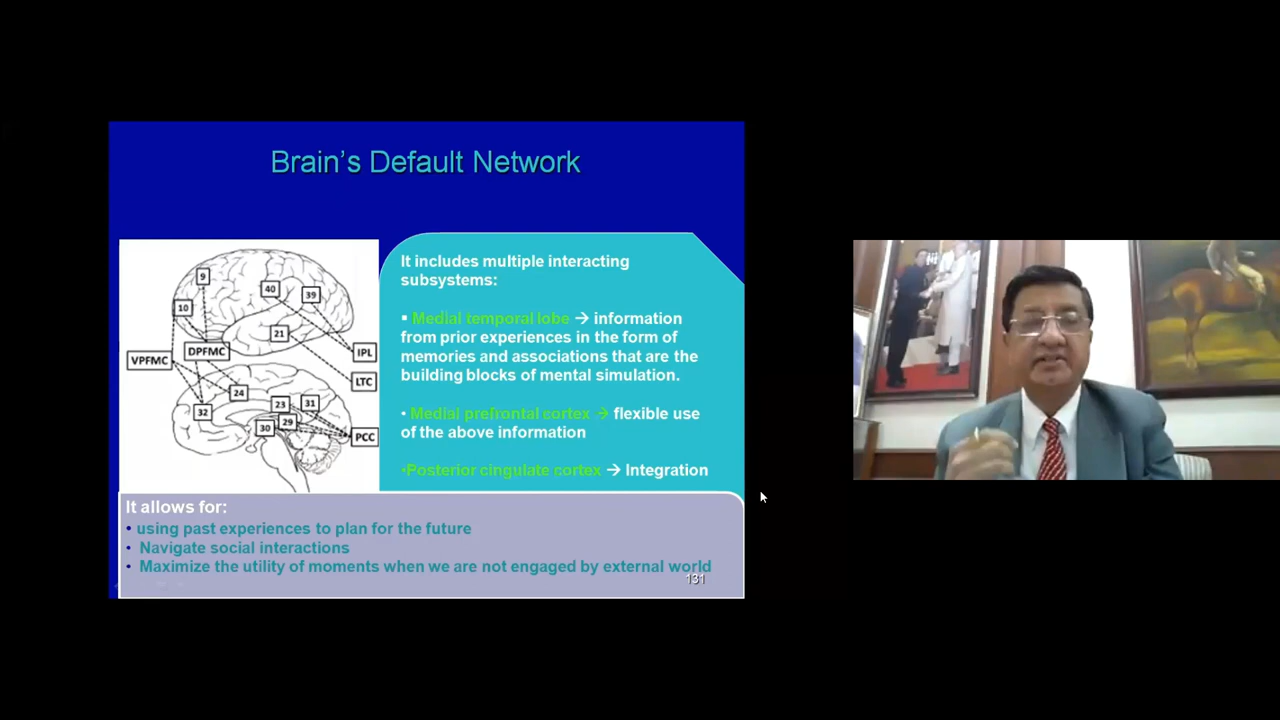 Brain's Default Network
It includes multiple interacting
subsystems:
▪ Medial temporal lobe → information
from prior experiences in the form of
memories and associations that are the
building blocks of mental simulation.
• Medial prefrontal cortex → flexible use
of the above information
•Posterior cingulate cortex → Integration
9
10
40
39
21
VPFMC
DPFMC
IPL
LTC
24
32
23
31
30
29
PCC
It allows for:
• using past experiences to plan for the future
• Navigate social interactions
• Maximize the utility of moments when we are not engaged by external world
131